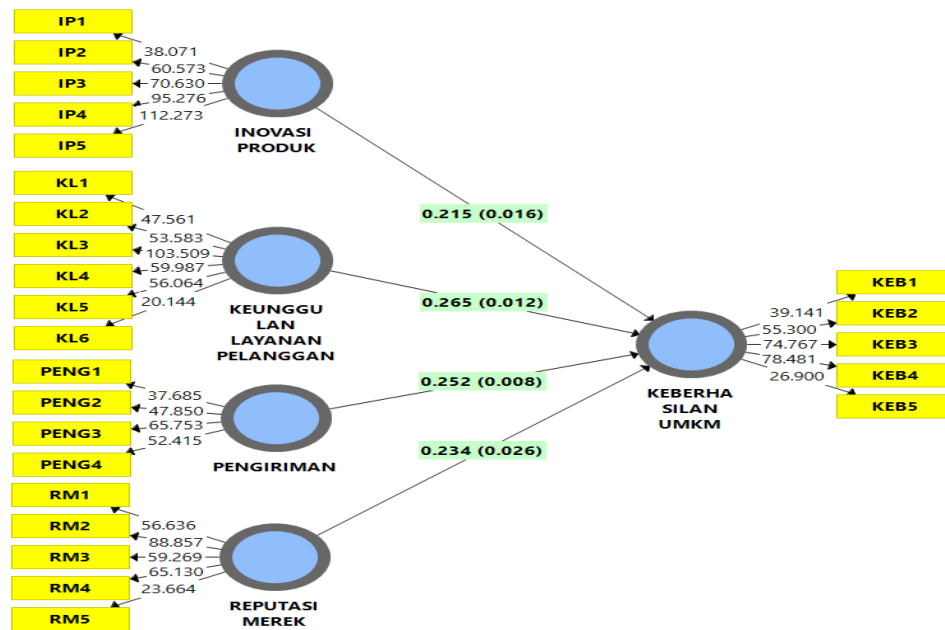 IP1
IP2
IP3
IP4
IP5
38.071
60.573
70.630
95.276
112.273
INOVASI
PRODUK
KL1
KL2
KL3
KL4
KL5
KL6
47.561
53.583
103.509
59.987
56.064
20.144
KEUNGGU
LAN
LAYANAN
PELANGGAN
PENG1
PENG2
PENG3
PENG4
37.685
47.850
65.753
52.415
PENGIRIMAN
RM1
RM2
RM3
RM4
RM5
56.636
88.857
59.269
65.130
23.664
REPUTASI
MEREK
0.215 (0.016)
0.265 (0.012)
0.252 (0.008)
0.234 (0.026)
KEBERHA
SILAN
UMKM
39.141
55.300
74.767
78.481
26.900
KEB1
KEB2
KEB3
KEB4
KEB5